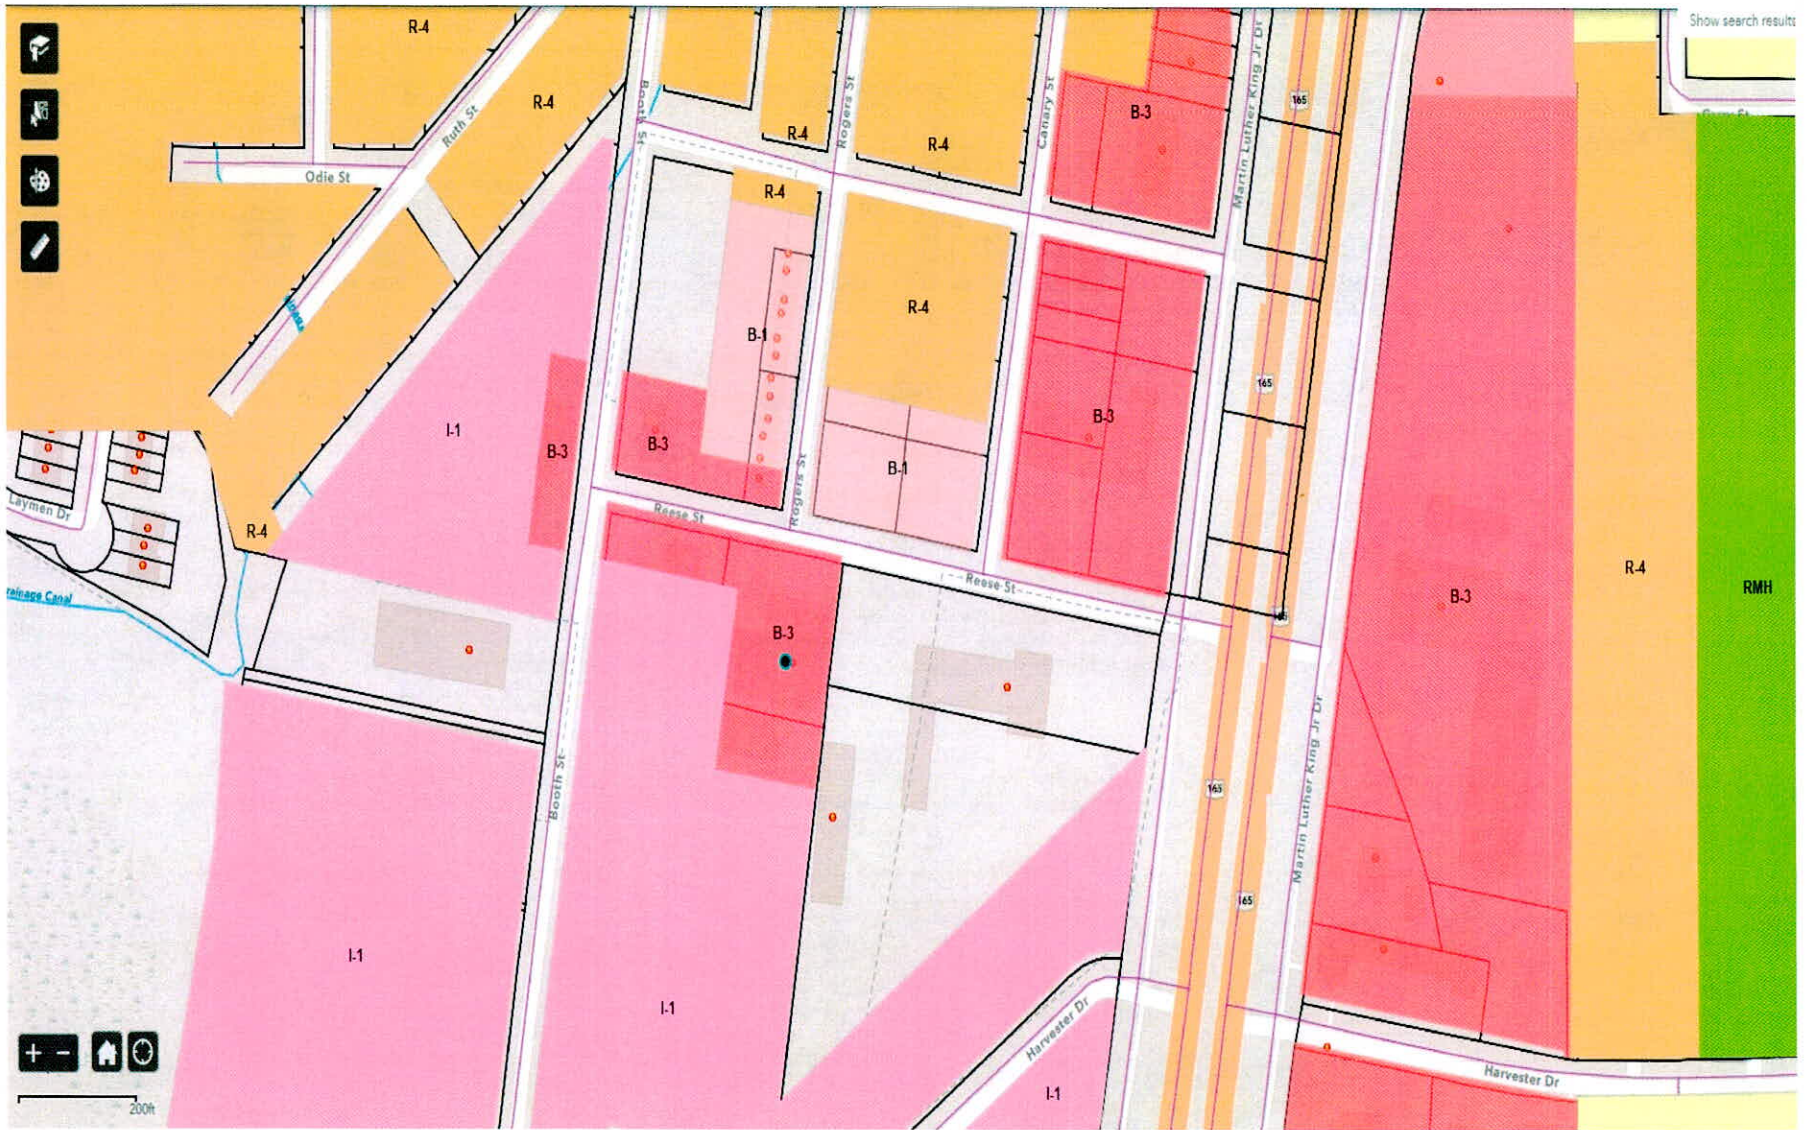 Show search results
R-4
R-4
Ruth St
Odie St
Booth St
R-4
Rogers St
R-4
Canary St
B-3
Martin Luther King Jr Dr
165
R-4
R-4
B-1
165
I-1
B-3
B-3
B-1
B-3
Rogers St
Reese St
Laymen Dr
R-4
Reese St
165
B-3
R-4
RMH
Drainage Canal
B-3
Booth St
165
Martin Luther King Jr Dr
165
I-1
I-1
Harvester Dr
I-1
Harvester Dr
200ft